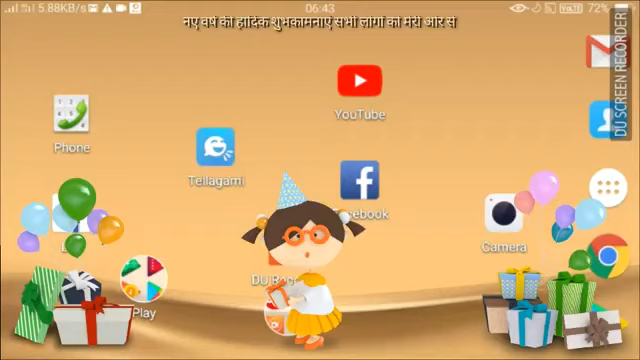 5.88KB/s 06:43 VoLTE 72%
नए वर्ष की हार्दिक शुभकामनाएं सभी लोगों को मेरी ओर से
DU SCREEN RECORDER
YouTube
Phone
Tellagami
Camera
Play